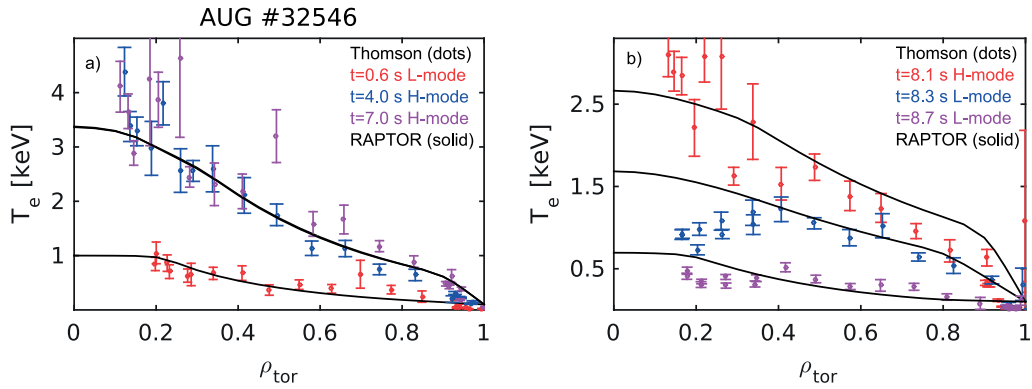 AUG #32546
a)
Thomson (dots)
t=0.6 s L-mode
t=4.0 s H-mode
t=7.0 s H-mode
RAPTOR (solid)
T_e [keV]
4
3
2
1
0 0.2 0.4 0.6 0.8 1
ρ_tor
b)
Thomson (dots)
t=8.1 s H-mode
t=8.3 s L-mode
t=8.7 s L-mode
RAPTOR (solid)
T_e [keV]
2.5
1.5
0.5
0 0.2 0.4 0.6 0.8 1
ρ_tor